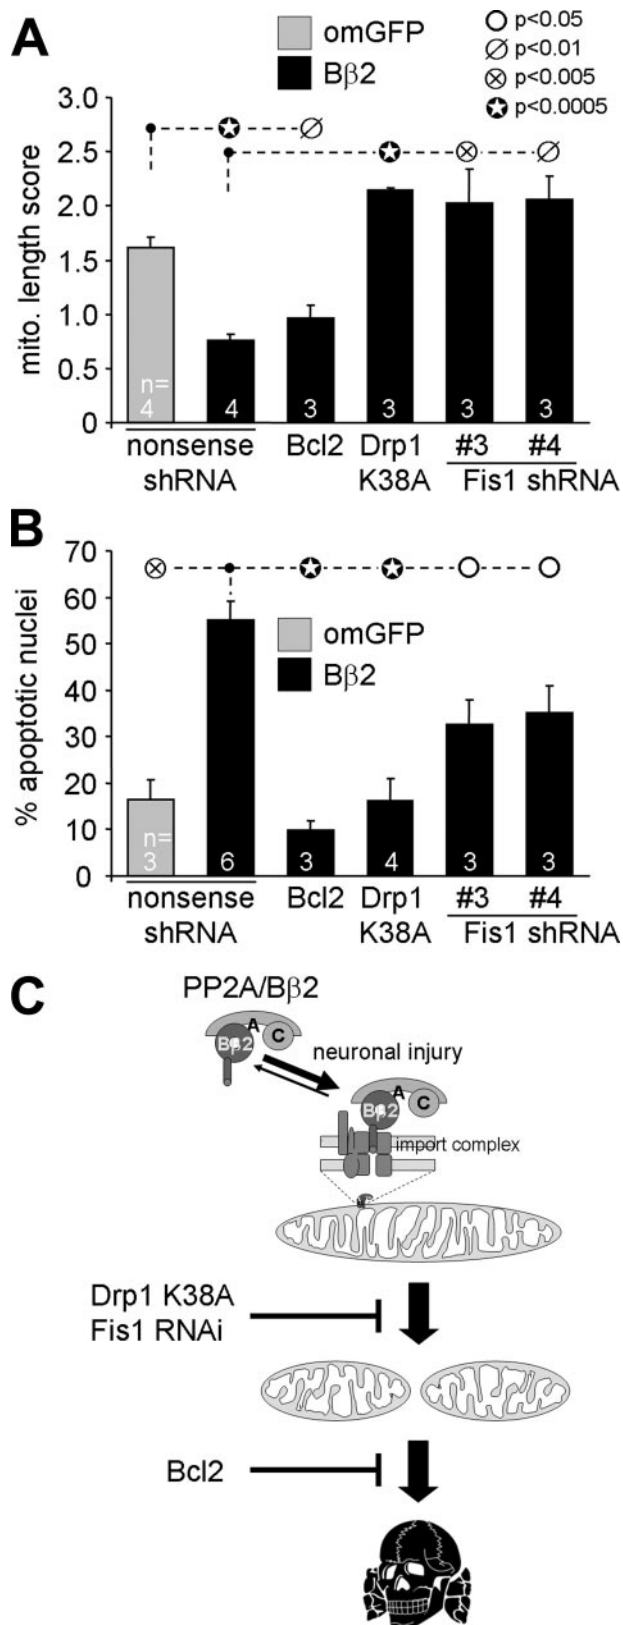 A
omGFP
Bβ2
p<0.05
p<0.01
p<0.005
p<0.0005
mito. length score
3.0
2.5
2.0
1.5
1.0
0.5
0
n=
4
4
3
3
3
3
nonsense
shRNA
Bcl2
Drp1
K38A
#3
#4
Fis1 shRNA
B
% apoptotic nuclei
70
60
50
40
30
20
10
0
omGFP
Bβ2
n=
3
6
3
4
3
3
nonsense
shRNA
Bcl2
Drp1
K38A
#3
#4
Fis1 shRNA
C
PP2A/Bβ2
A
Bβ2
C
neuronal injury
A
Bβ2
C
import complex
Drp1 K38A
Fis1 RNAi
Bcl2